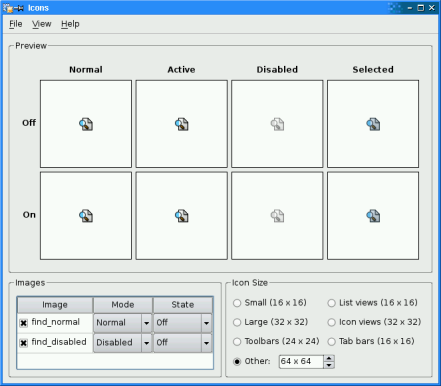 Icons
File View Help
Preview
Normal Active Disabled Selected
Off
On
Images
Image Mode State
find_normal Normal Off
find_disabled Disabled Off
Icon Size
Small (16 x 16) List views (16 x 16)
Large (32 x 32) Icon views (32 x 32)
Toolbars (24 x 24) Tab bars (16 x 16)
Other: 64 x 64